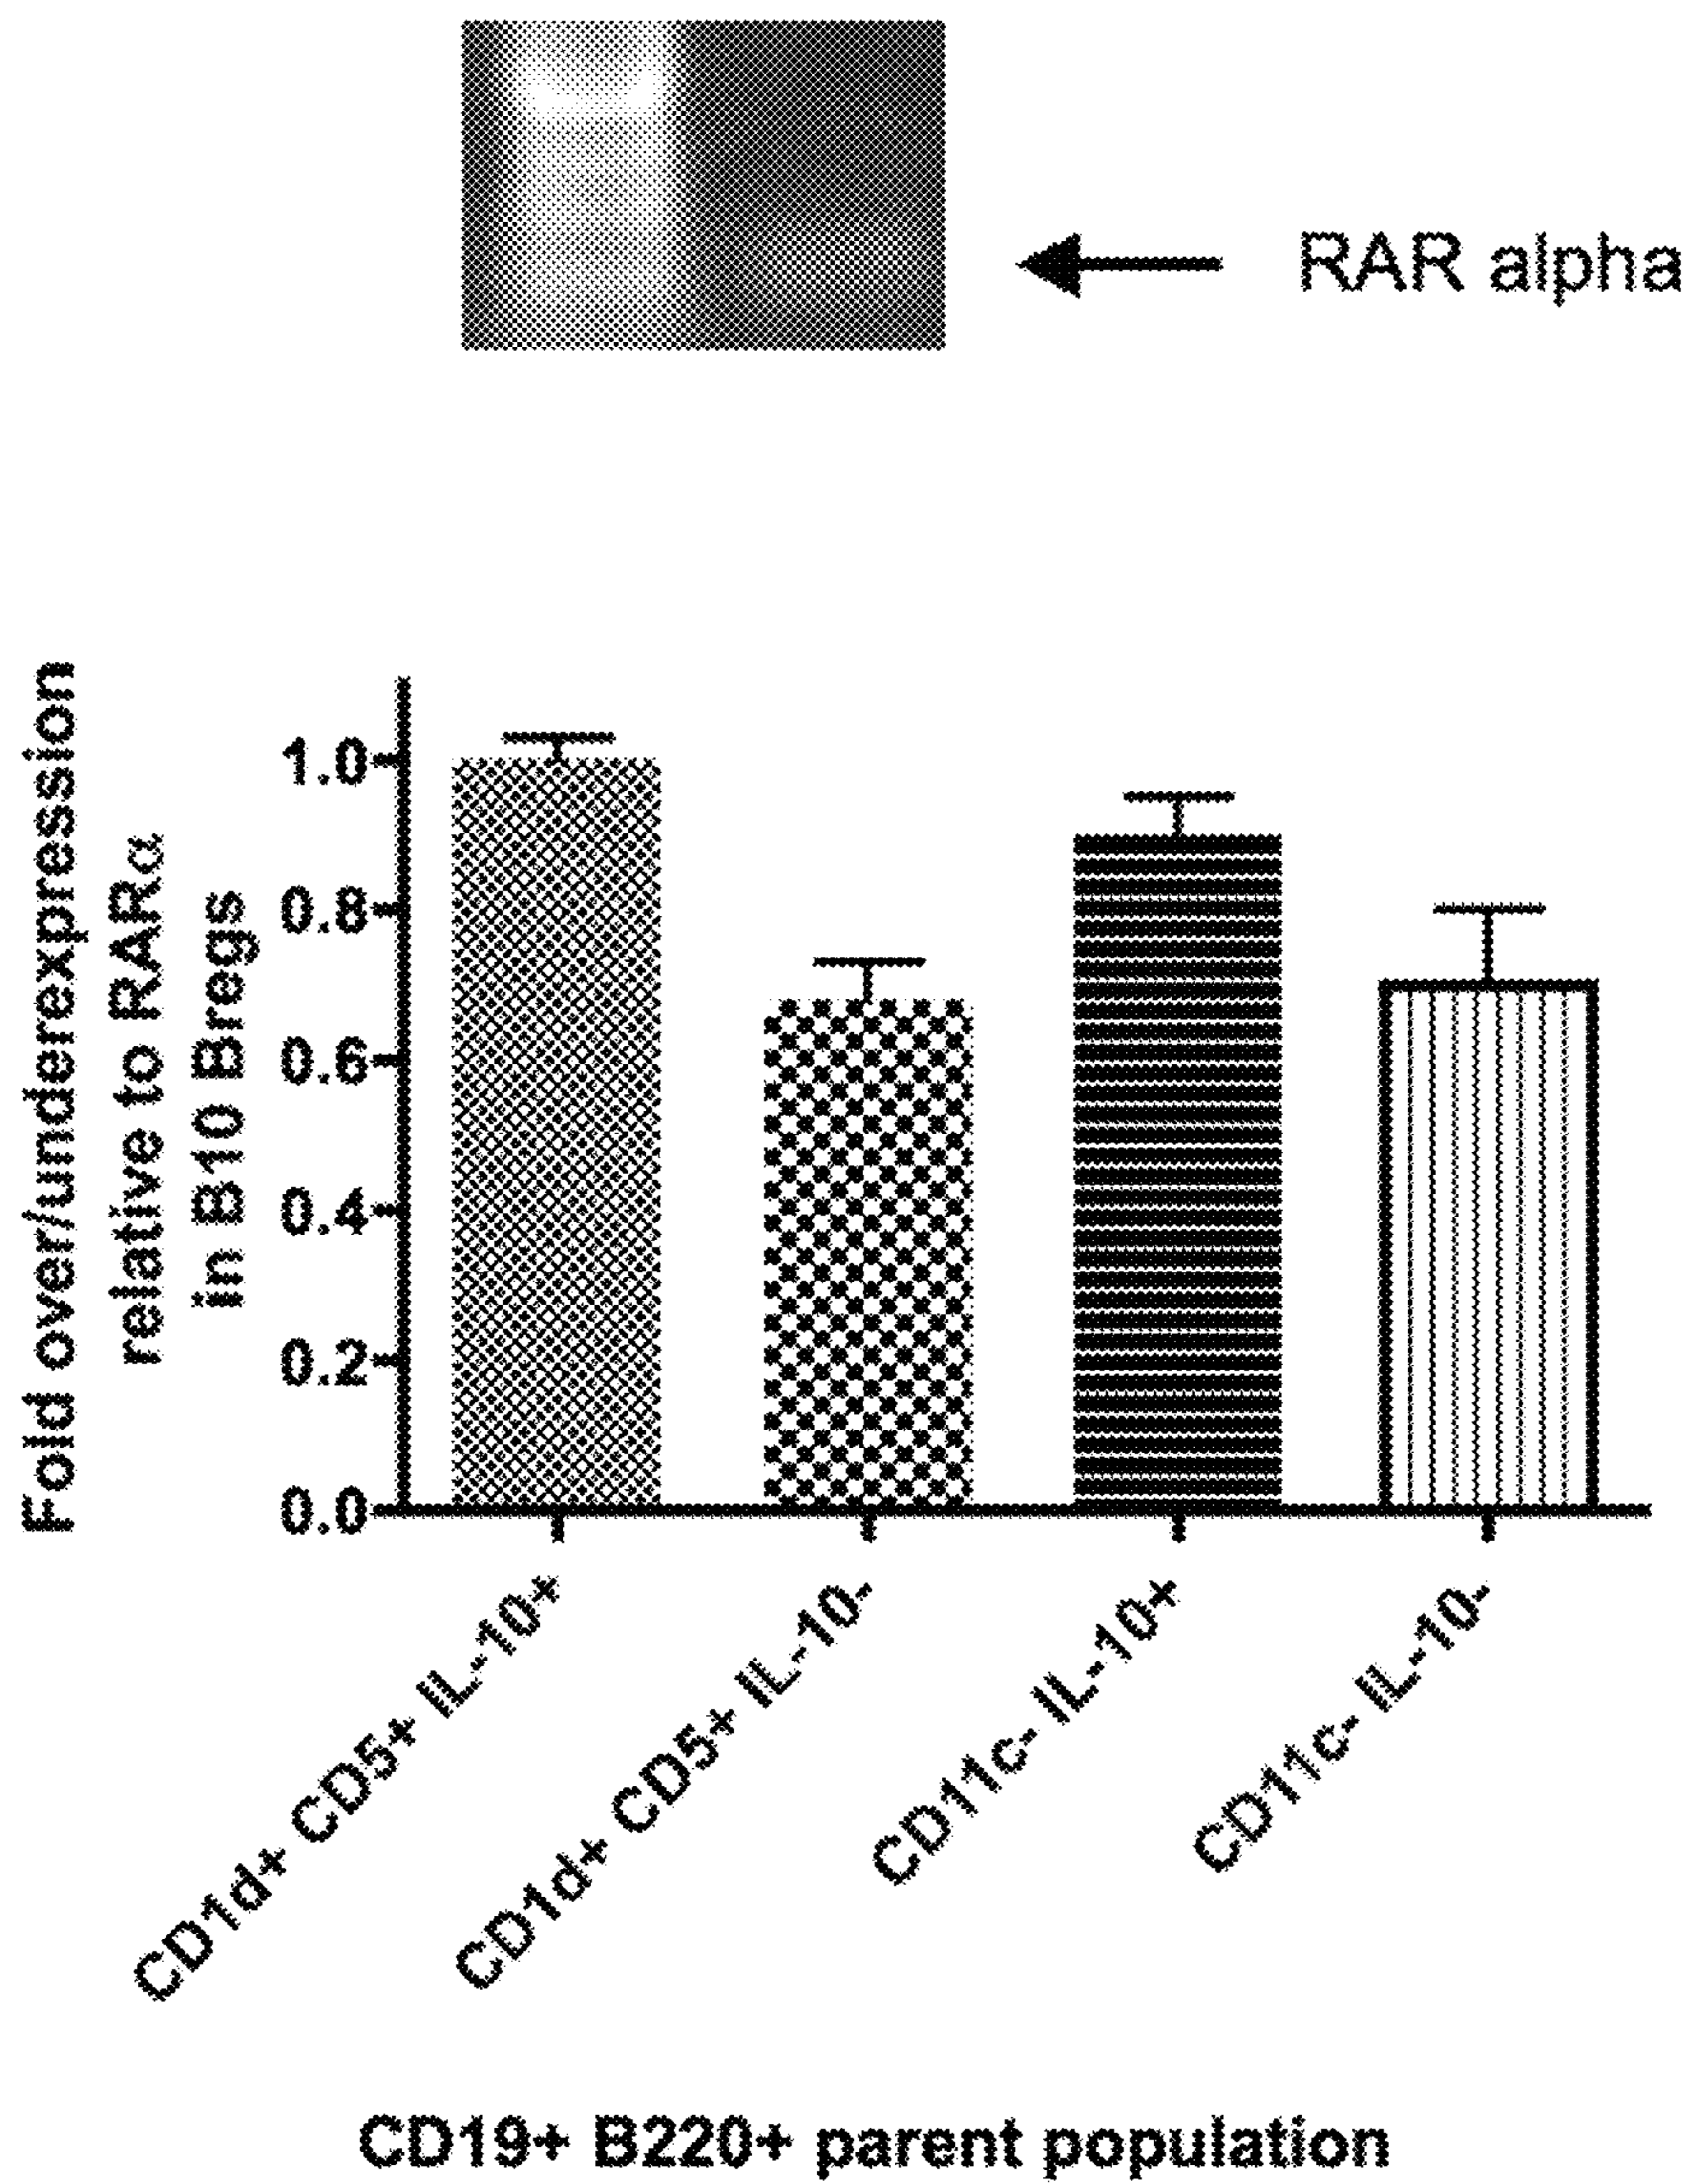 RAR alpha
Fold over/underexpression
relative to RARα
in B10 Bregs
1.0
0.8
0.6
0.4
0.2
0.0
CD1d+ CD5+ IL-10+
CD1d+ CD5+ IL-10-
CD11c- IL-10+
CD11c- IL-10-
CD19+ B220+ parent population